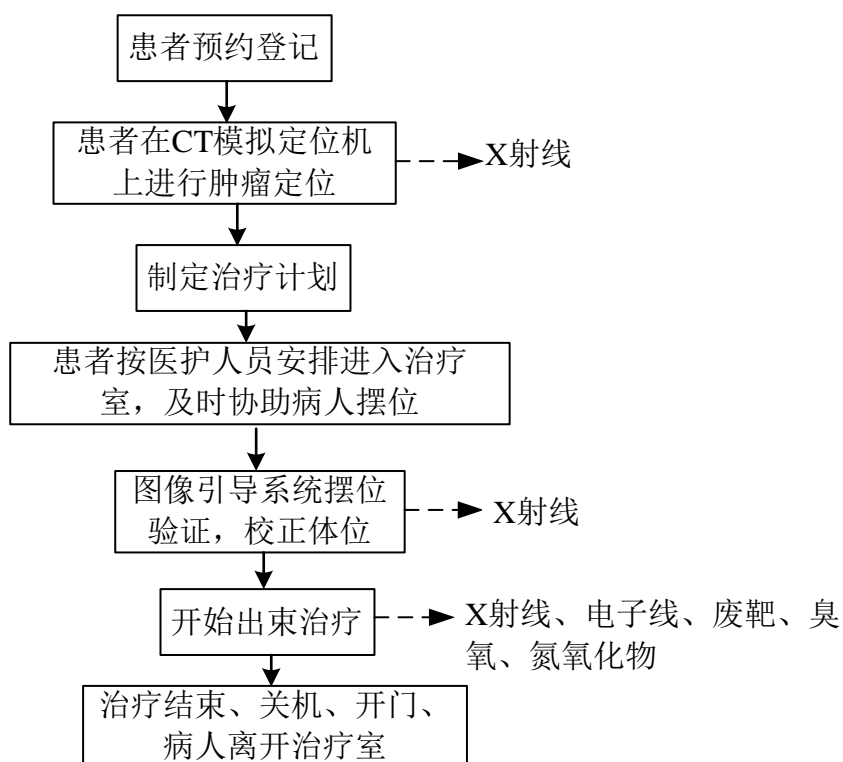 患者预约登记
患者在CT模拟定位机
上进行肿瘤定位
X射线
制定治疗计划
患者按医护人员安排进入治疗
室，及时协助病人摆位
图像引导系统摆位
验证，校正体位
X射线
开始出束治疗
X射线、电子线、废靶、臭
氧、氮氧化物
治疗结束、关机、开门、
病人离开治疗室